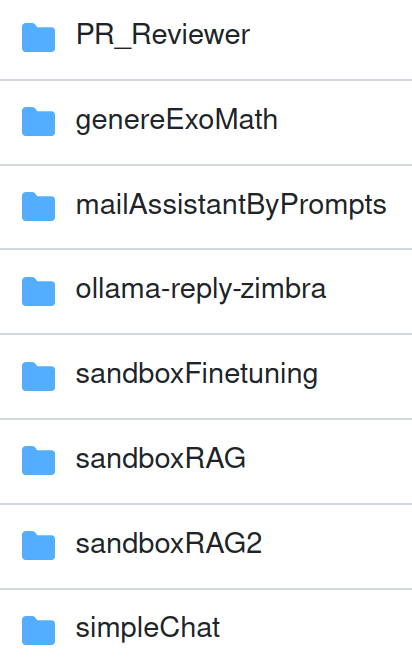 PR_Reviewer
genereExoMath
mailAssistantByPrompts
ollama-reply-zimbra
sandboxFinetuning
sandboxRAG
sandboxRAG2
simpleChat